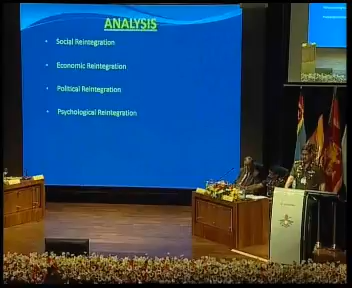 ANALYSIS
• Social Reintegration
• Economic Reintegration
• Political Reintegration
• Psychological Reintegration